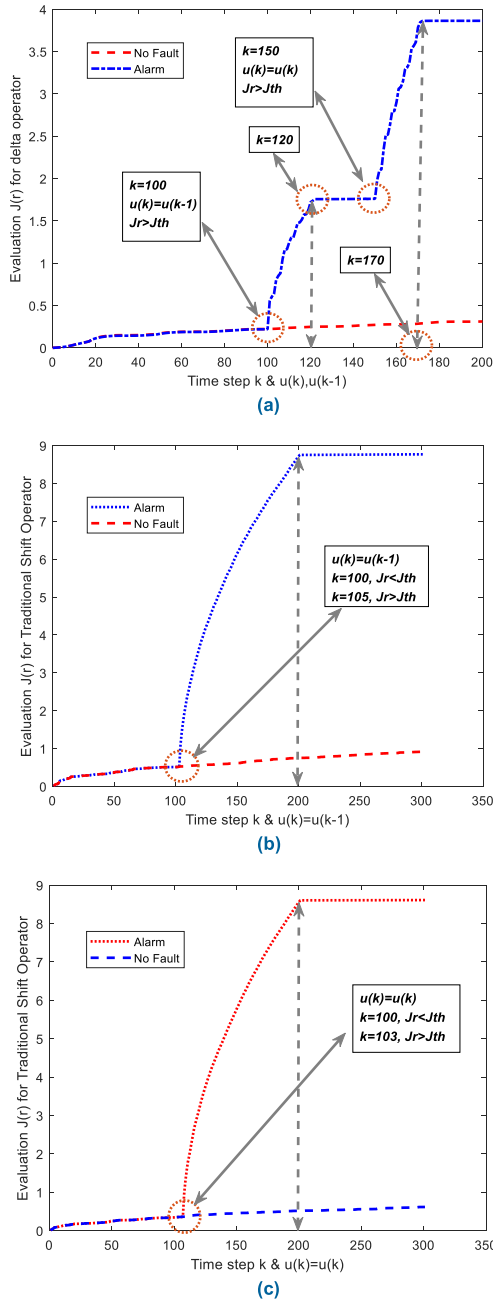 4
3.5
3
2.5
2
1.5
1
0.5
0
Evaluation J(r) for delta operator
No Fault
Alarm
k=150
u(k)=u(k)
Jr>Jth
k=120
k=100
u(k)=u(k-1)
Jr>Jth
k=170
0 20 40 60 80 100 120 140 160 180 200
Time step k & u(k),u(k-1)
(a)
9
8
7
6
5
4
3
2
1
0
Evaluation J(r) for Traditional Shift Operator
Alarm
No Fault
u(k)=u(k-1)
k=100, Jr<Jth
k=105, Jr>Jth
0 50 100 150 200 250 300 350
Time step k & u(k)=u(k-1)
(b)
9
8
7
6
5
4
3
2
1
0
Evaluation J(r) for Traditional Shift Operator
Alarm
No Fault
u(k)=u(k)
k=100, Jr<Jth
k=103, Jr>Jth
0 50 100 150 200 250 300 350
Time step k & u(k)=u(k)
(c)